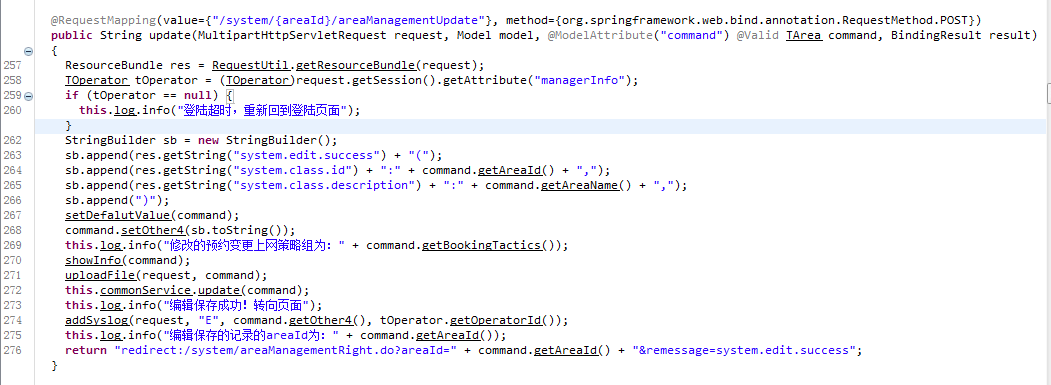 @RequestMapping(value={"/system/{areaId}/areaManagementUpdate"}, method={org.springframework.web.bind.annotation.RequestMethod.POST})
public String update(MultipartHttpServletRequest request, Model model, @ModelAttribute("command") @Valid TArea command, BindingResult result)
{
257 ResourceBundle res = RequestUtil.getResourceBundle(request);
258 TOperator tOperator = (TOperator)request.getSession().getAttribute("managerInfo");
259 if (tOperator == null) {
260 this.log.info("登陆超时，重新回到登陆页面");
}
262 StringBuilder sb = new StringBuilder();
263 sb.append(res.getString("system.edit.success") + "(");
264 sb.append(res.getString("system.class.id") + ":" + command.getAreaId() + ",");
265 sb.append(res.getString("system.class.description") + ":" + command.getAreaName() + ",");
266 sb.append(")");
267 setDefalutValue(command);
268 command.setOther4(sb.toString());
269 this.log.info("修改的预约变更上网策略组为：" + command.getBookingTactics());
270 showInfo(command);
271 uploadFile(request, command);
272 this.commonService.update(command);
273 this.log.info("编辑保存成功！转向页面");
274 addSyslog(request, "E", command.getOther4(), tOperator.getOperatorId());
275 this.log.info("编辑保存的记录的areaId为：" + command.getAreaId());
276 return "redirect:/system/areaManagementRight.do?areaId=" + command.getAreaId() + "&remessage=system.edit.success";
}